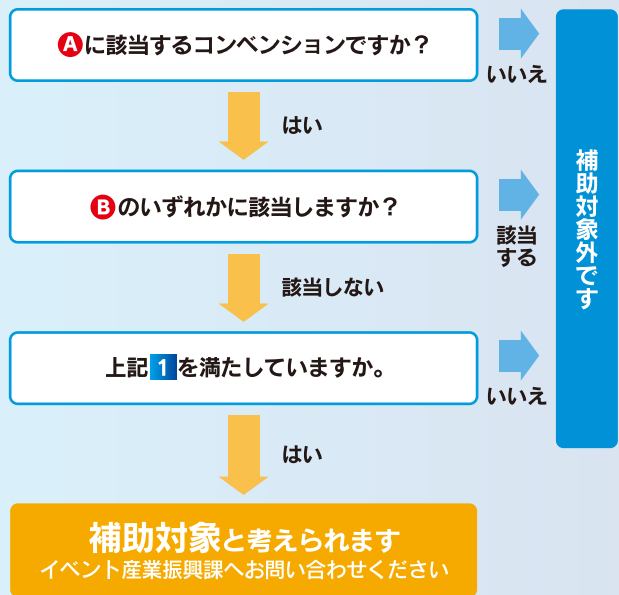 Aに該当するコンベンションですか？
いいえ
はい
Bのいずれかに該当しますか？
該当
する
該当しない
上記1を満たしていますか。
いいえ
はい
補助対象外です
補助対象と考えられます
イベント産業振興課へお問い合わせください